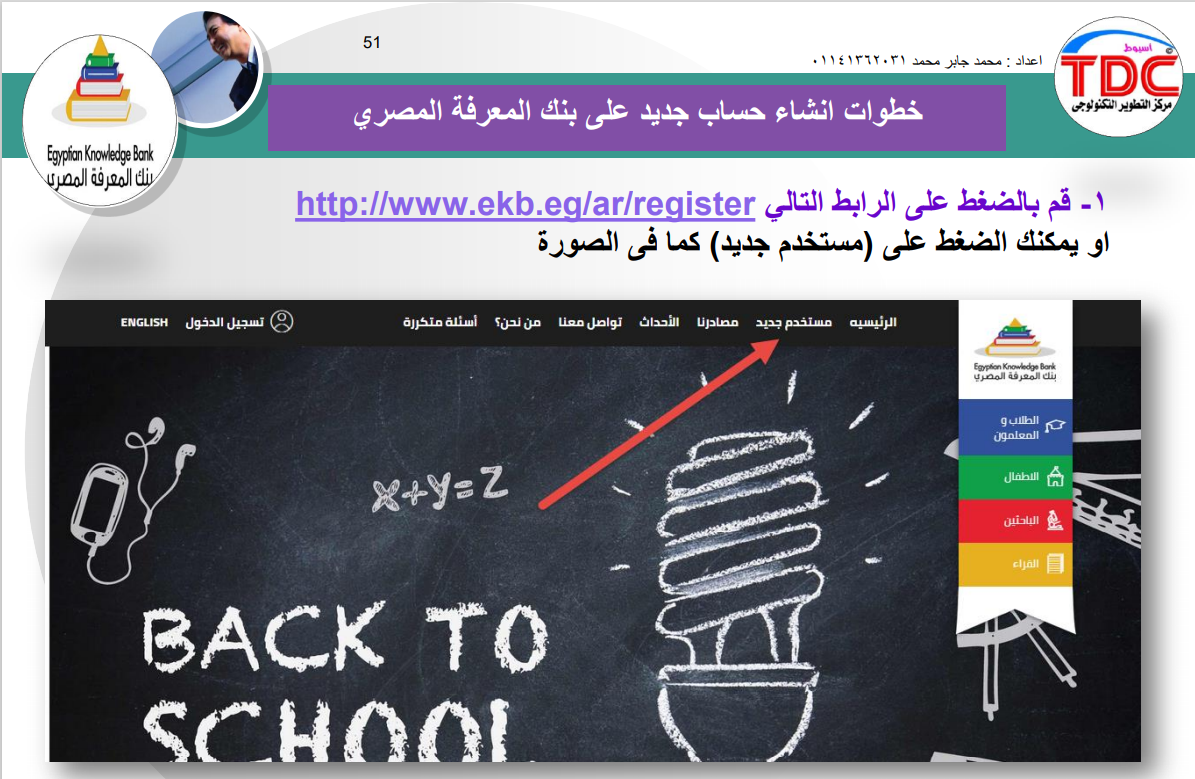 51
اعداد : محمد جابر محمد ٠١١٤١٣٦٢٠٣١
اسيوط
TDC
مركز التطوير التكنولوجى
Egyptian Knowledge Bank
بنك المعرفة المصري
خطوات انشاء حساب جديد على بنك المعرفة المصري
١- قم بالضغط على الرابط التالي http://www.ekb.eg/ar/register
او يمكنك الضغط على (مستخدم جديد) كما فى الصورة
الرئيسيه مستخدم جديد مصادرنا الأحداث تواصل معنا من نحن؟ أسئلة متكررة تسجيل الدخول ENGLISH
Egyptian Knowledge Bank
بنك المعرفة المصري
الطلاب و
المعلمون
الاطفال
الباحثين
القراء
x+y=z
BACK TO
SCHOOL